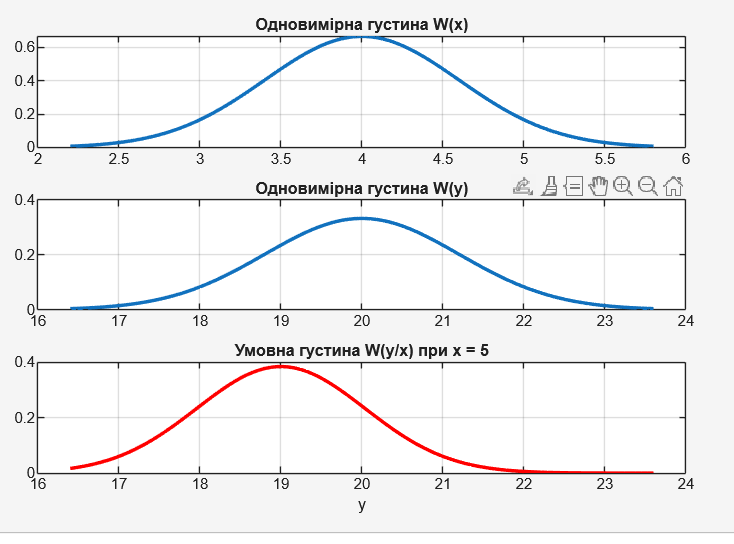 Одновимірна густина W(x)
0.6
0.4
0.2
0
2 2.5 3 3.5 4 4.5 5 5.5 6
Одновимірна густина W(y)
0.4
0.2
0
16 17 18 19 20 21 22 23 24
Умовна густина W(y/x) при x = 5
0.4
0.2
0
16 17 18 19 20 21 22 23 24
y